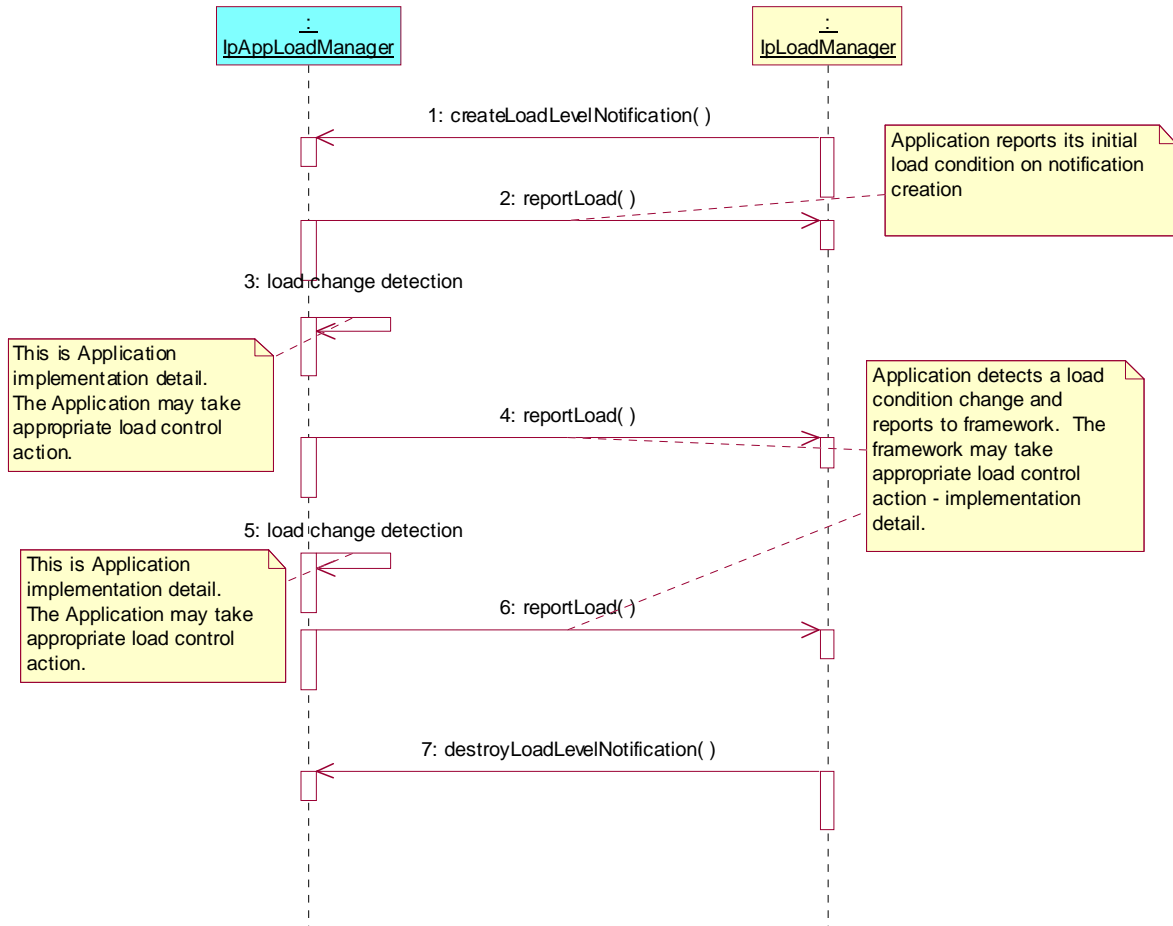 :
IpAppLoadManager
:
IpLoadManager
1: createLoadLevelNotification( )
Application reports its initial
load condition on notification
creation
2: reportLoad( )
3: load change detection
This is Application
implementation detail.
The Application may take
appropriate load control
action.
Application detects a load
condition change and
reports to framework.  The
framework may take
appropriate load control
action - implementation
detail.
4: reportLoad( )
5: load change detection
This is Application
implementation detail.
The Application may take
appropriate load control
action.
6: reportLoad( )
7: destroyLoadLevelNotification( )